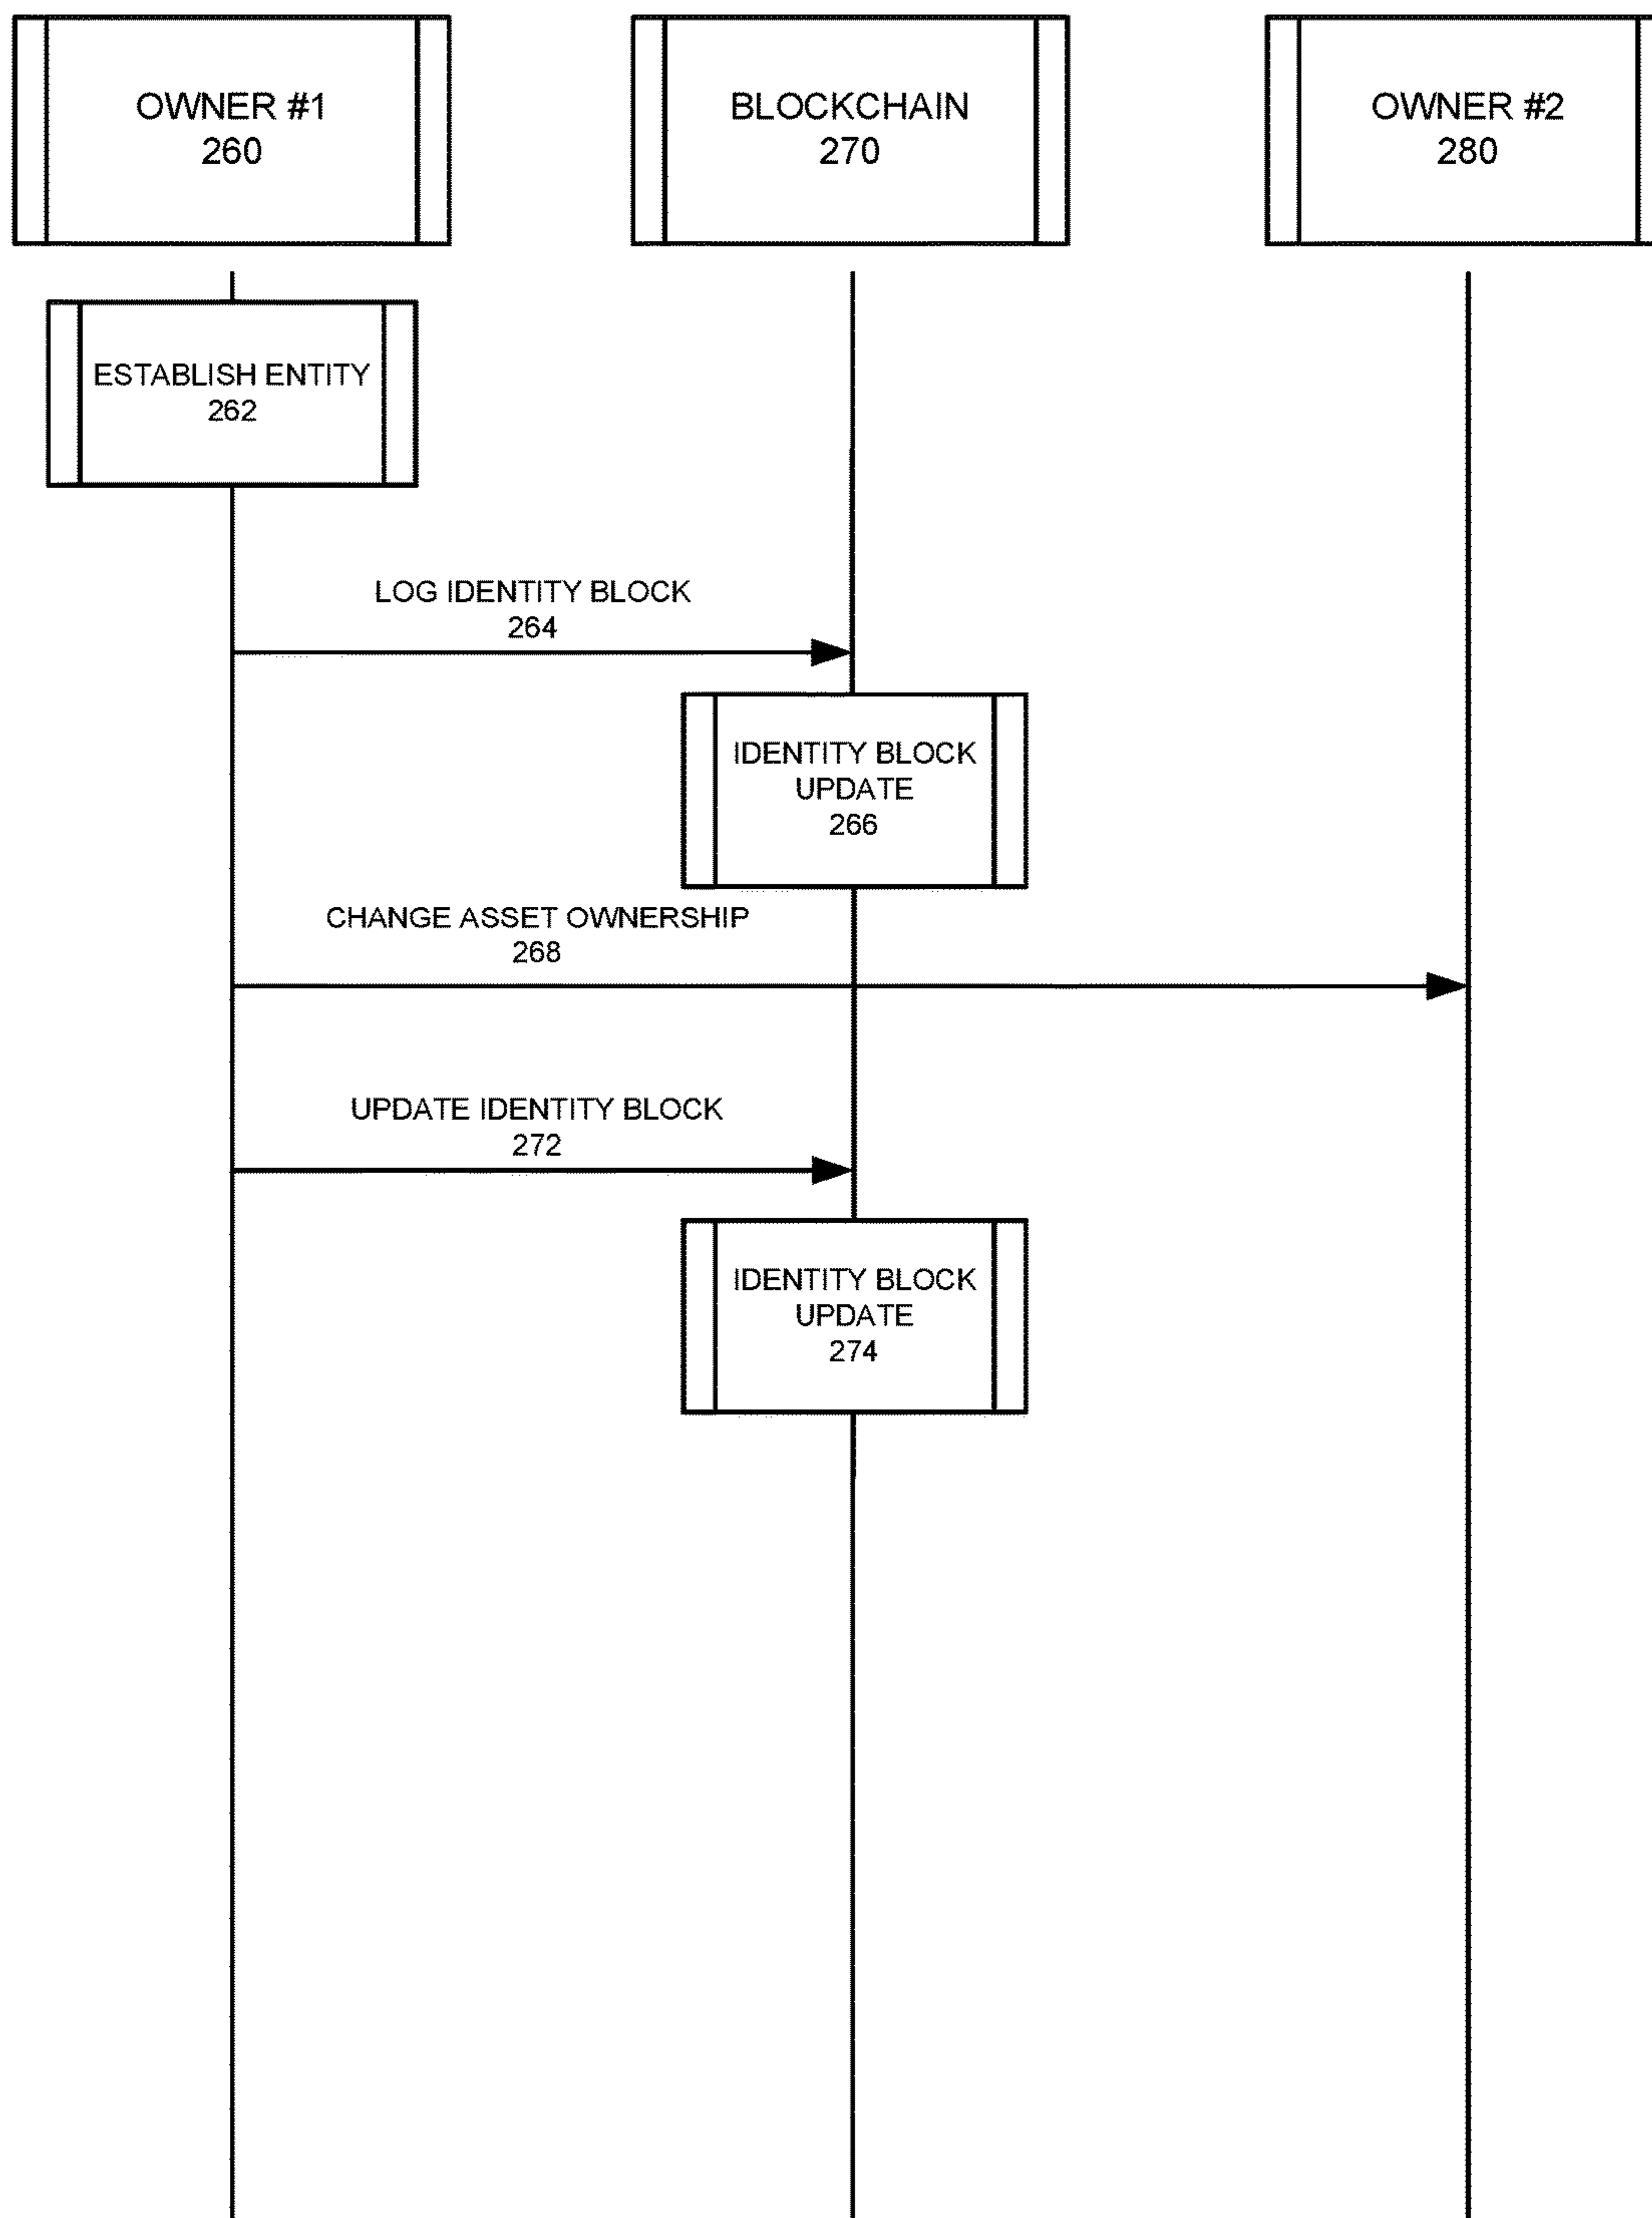 OWNER #1
260
BLOCKCHAIN
270
OWNER #2
280
ESTABLISH ENTITY
262
LOG IDENTITY BLOCK
264
IDENTITY BLOCK
UPDATE
266
CHANGE ASSET OWNERSHIP
268
UPDATE IDENTITY BLOCK
272
IDENTITY BLOCK
UPDATE
274